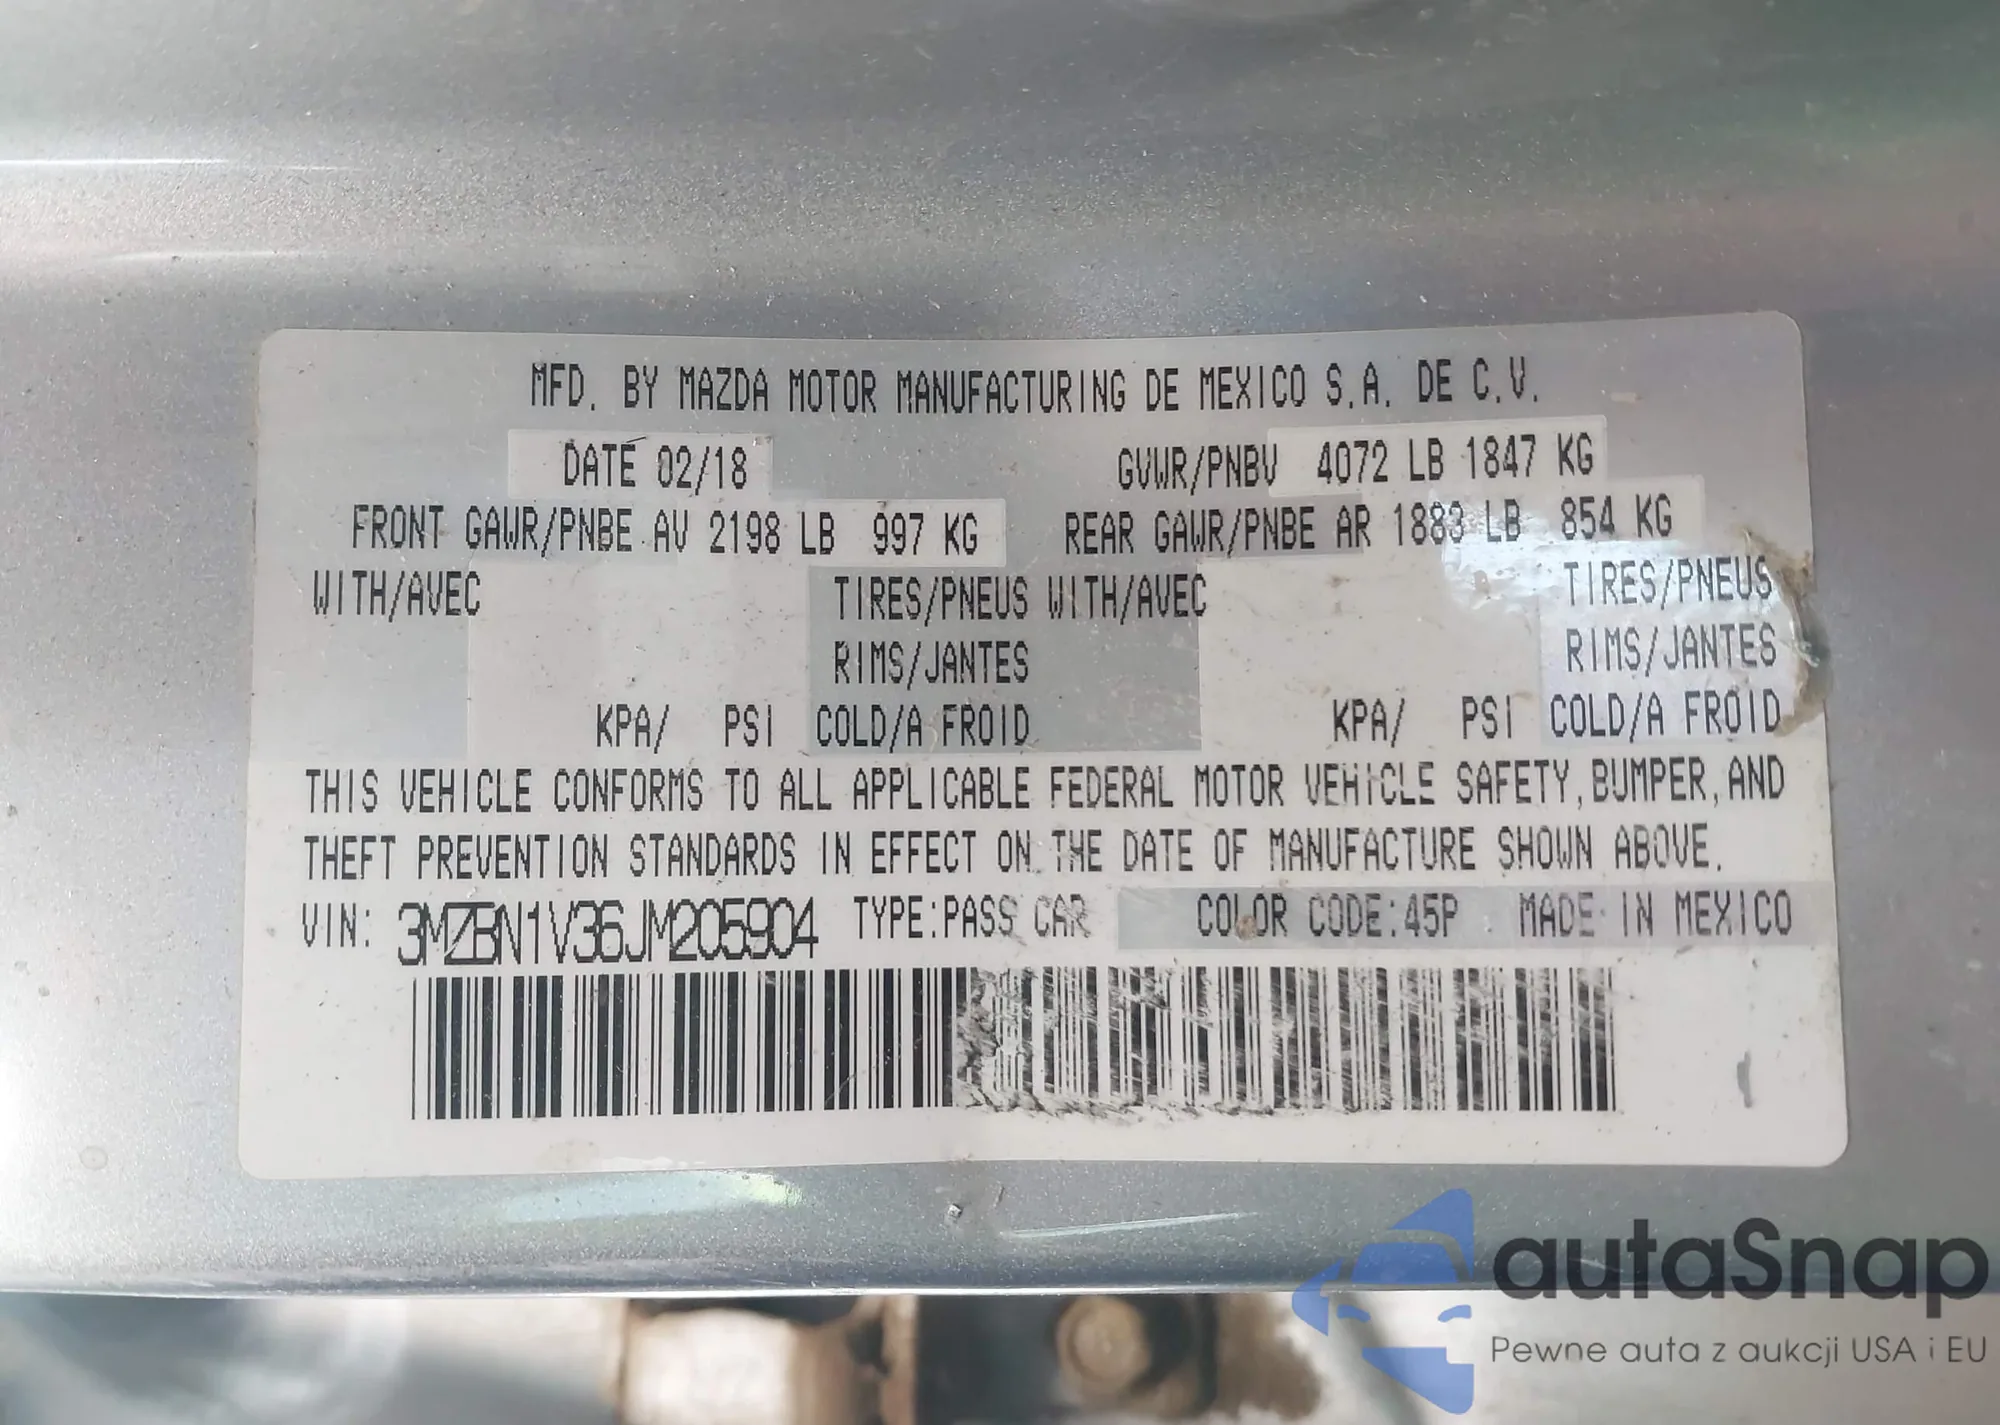 MFD. BY MAZDA MOTOR MANUFACTURING DE MEXICO S.A. DE C.V.
DATE 02/18 GVWR/PNBV 4072 LB 1847 KG
FRONT GAWR/PNBE AV 2198 LB 997 KG REAR GAWR/PNBE AR 1883 LB 854 KG
WITH/AVEC TIRES/PNEUS WITH/AVEC TIRES/PNEUS
RIMS/JANTES RIMS/JANTES
KPA/ PSI COLD/A FROID KPA/ PSI COLD/A FROID
THIS VEHICLE CONFORMS TO ALL APPLICABLE FEDERAL MOTOR VEHICLE SAFETY, BUMPER, AND
THEFT PREVENTION STANDARDS IN EFFECT ON THE DATE OF MANUFACTURE SHOWN ABOVE.
VIN: 3MZBN1V36JM205904 TYPE:PASS CAR COLOR CODE:45P MADE IN MEXICO
autaSnap
Pewne auta z aukcji USA i EU